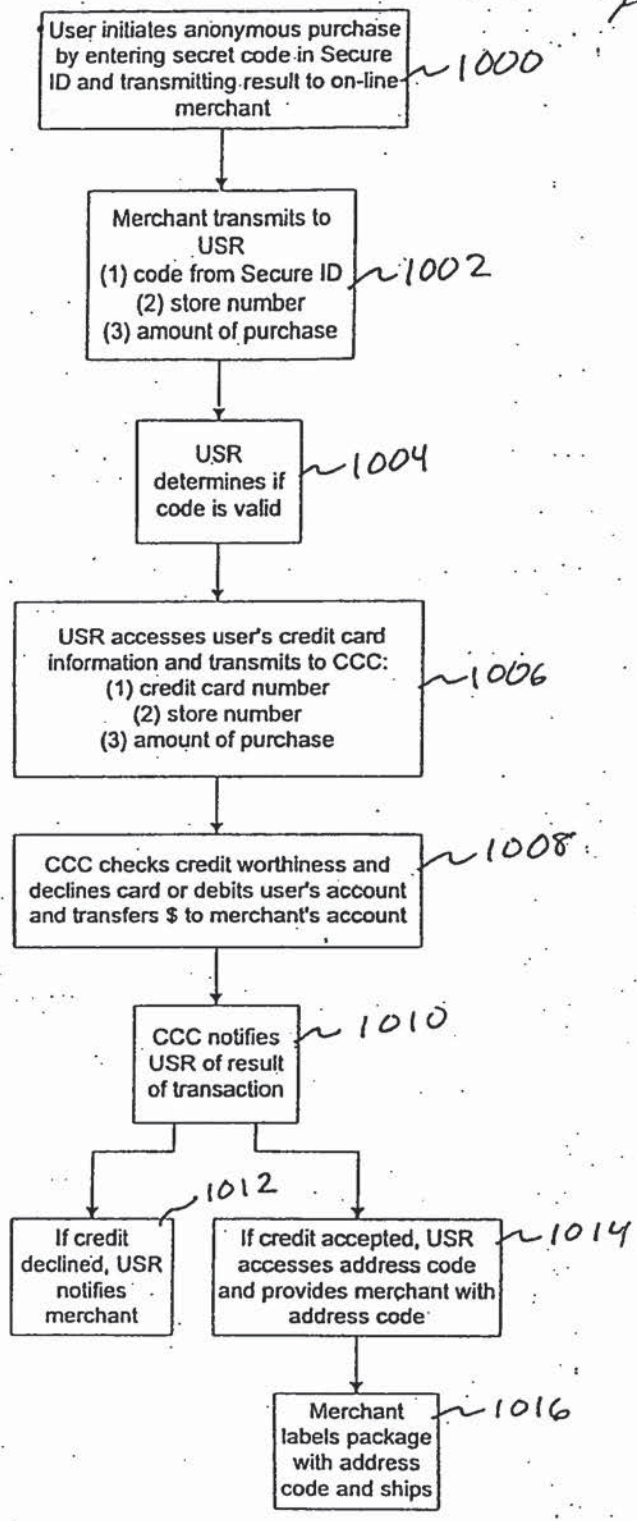 User initiates anonymous purchase
by entering secret code in Secure
ID and transmitting result to on-line
merchant
1000
Merchant transmits to
USR
(1) code from Secure ID
(2) store number
(3) amount of purchase
1002
USR
determines if
code is valid
1004
USR accesses user's credit card
information and transmits to CCC:
(1) credit card number
(2) store number
(3) amount of purchase
1006
CCC checks credit worthiness and
declines card or debits user's account
and transfers $ to merchant's account
1008
CCC notifies
USR of result
of transaction
1010
If credit
declined, USR
notifies
merchant
1012
If credit accepted, USR
accesses address code
and provides merchant with
address code
1014
Merchant
labels package
with address
code and ships
1016